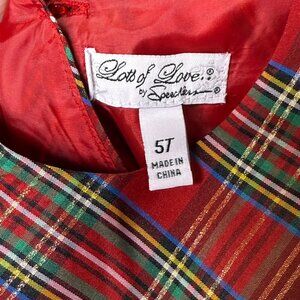 Lots of Love®
by Speechless®
5T
MADE IN
CHINA